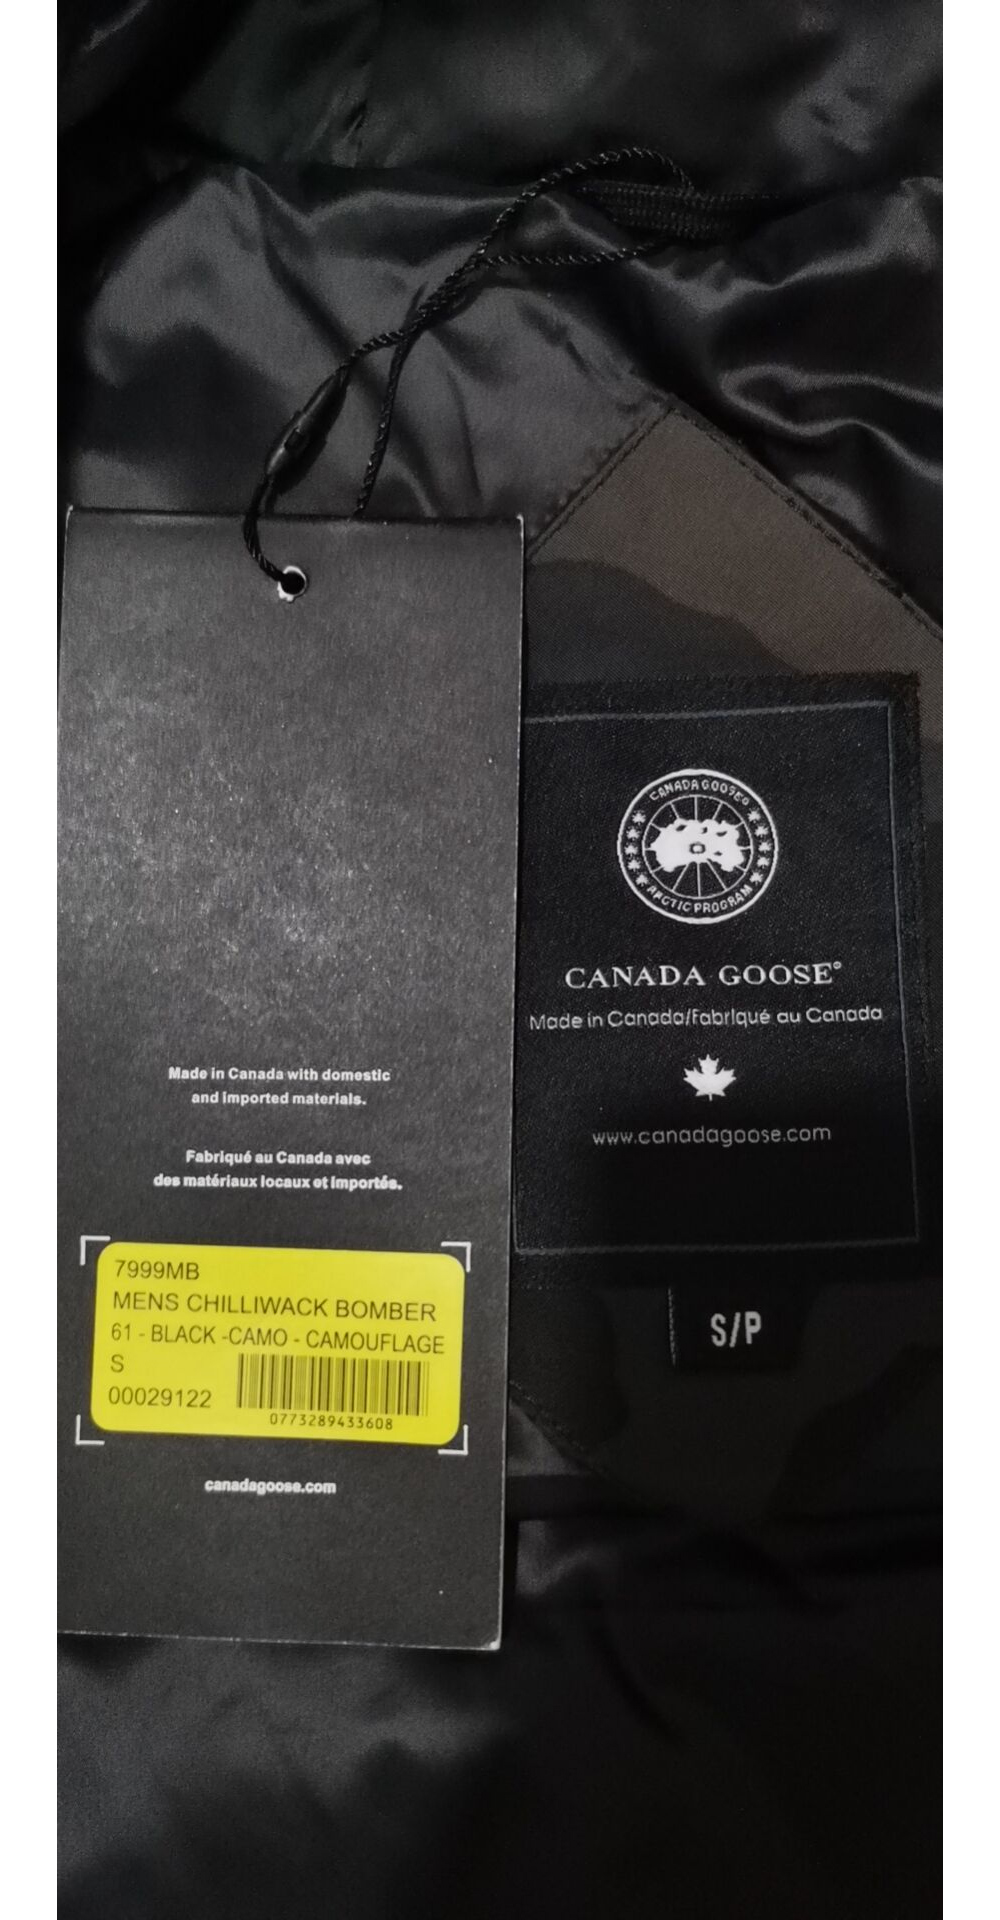 Made in Canada with domestic
and imported materials.
Fabriqué au Canada avec
des matériaux locaux et importés.
7999MB
MENS CHILLIWACK BOMBER
61 - BLACK -CAMO - CAMOUFLAGE
S
00029122
0773289433608
canadagoose.com
CANADA GOOSE
ARCTIC PROGRAM
CANADA GOOSE®
Made in Canada/Fabriqué au Canada
www.canadagoose.com
S/P